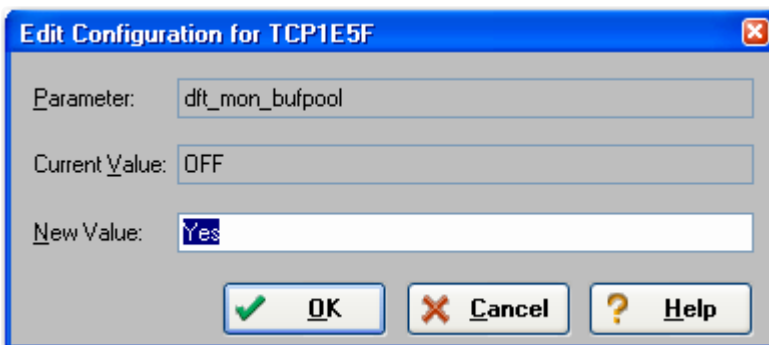 Edit Configuration for TCP1E5F
Parameter: dft_mon_bufpool
Current Value: OFF
New Value: Yes
OK Cancel ? Help